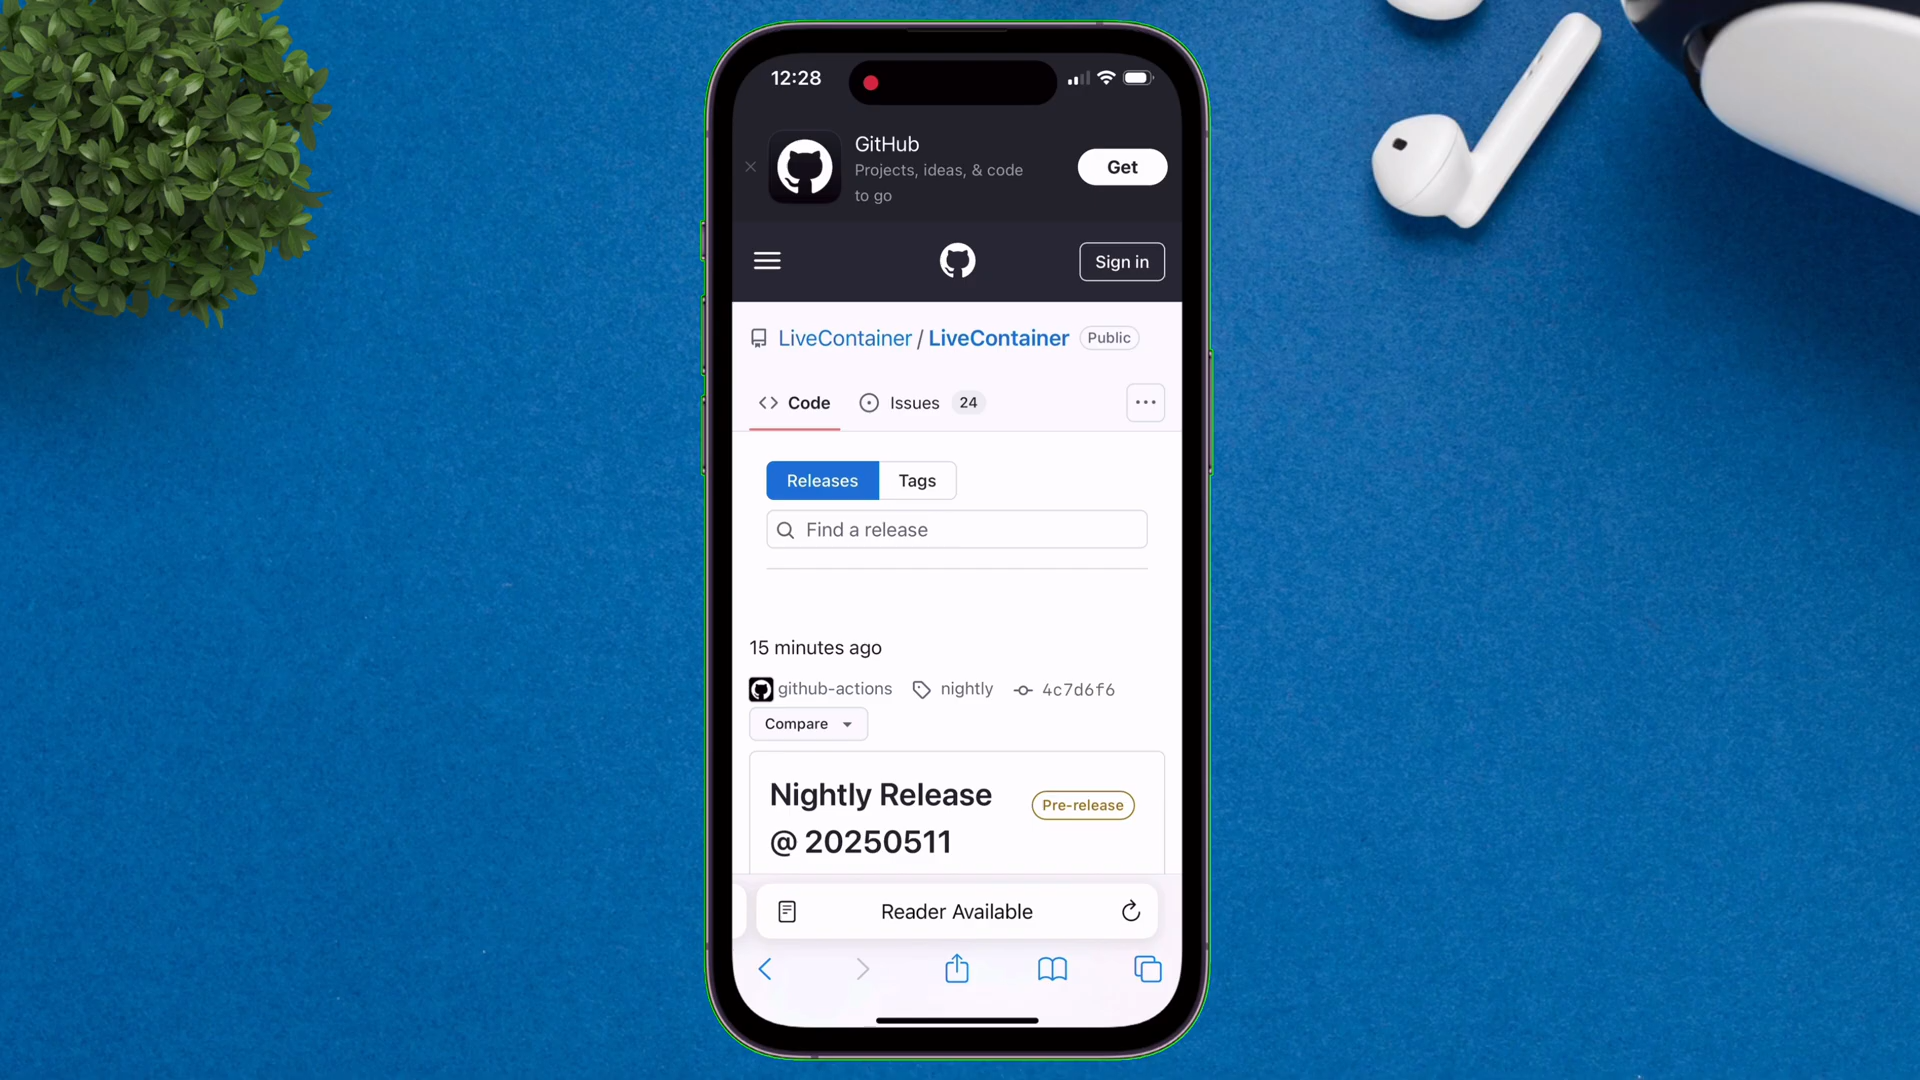 12:28
GitHub
Projects, ideas, & code
to go
Get
Sign in
LiveContainer / LiveContainer Public
Code Issues 24
Releases Tags
Find a release
15 minutes ago
github-actions nightly 4c7d6f6
Compare
Nightly Release
@ 20250511
Pre-release
Reader Available